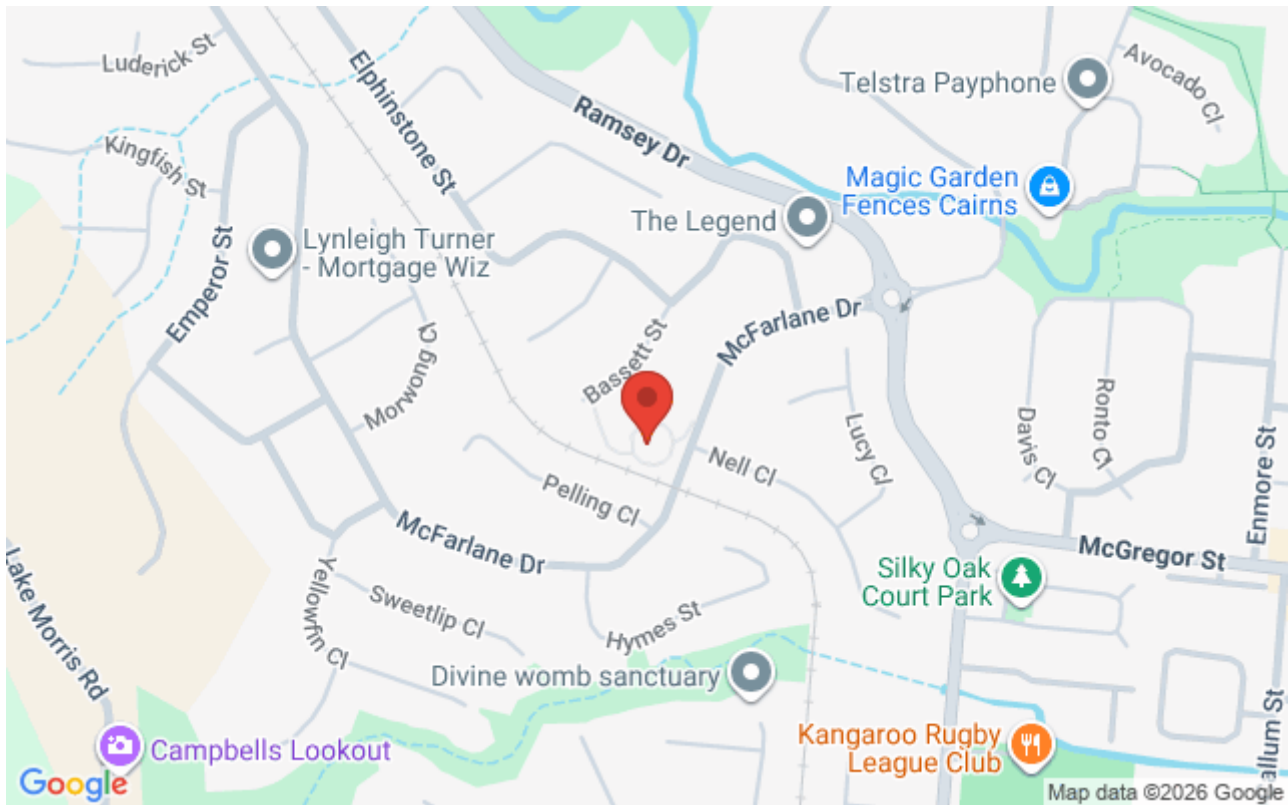 Luderick St
Elphinstone St
Ramsey Dr
Telstra Payphone
Avocado Cl
Kingfish St
Magic Garden
Fences Cairns
The Legend
Lynleigh Turner
- Mortgage Wiz
Emperor St
McFarlane Dr
Bassett St
Morwong Cl
Lucy Cl
Davis Cl
Ronto Cl
Enmore St
Nell Cl
Pelling Cl
McFarlane Dr
McGregor St
Silky Oak
Court Park
Lake Morris Rd
Yellowfin Cl
Sweetlip Cl
Hymes St
Divine womb sanctuary
Campbells Lookout
Kangaroo Rugby
League Club
allum St
Google
Map data ©2026 Google